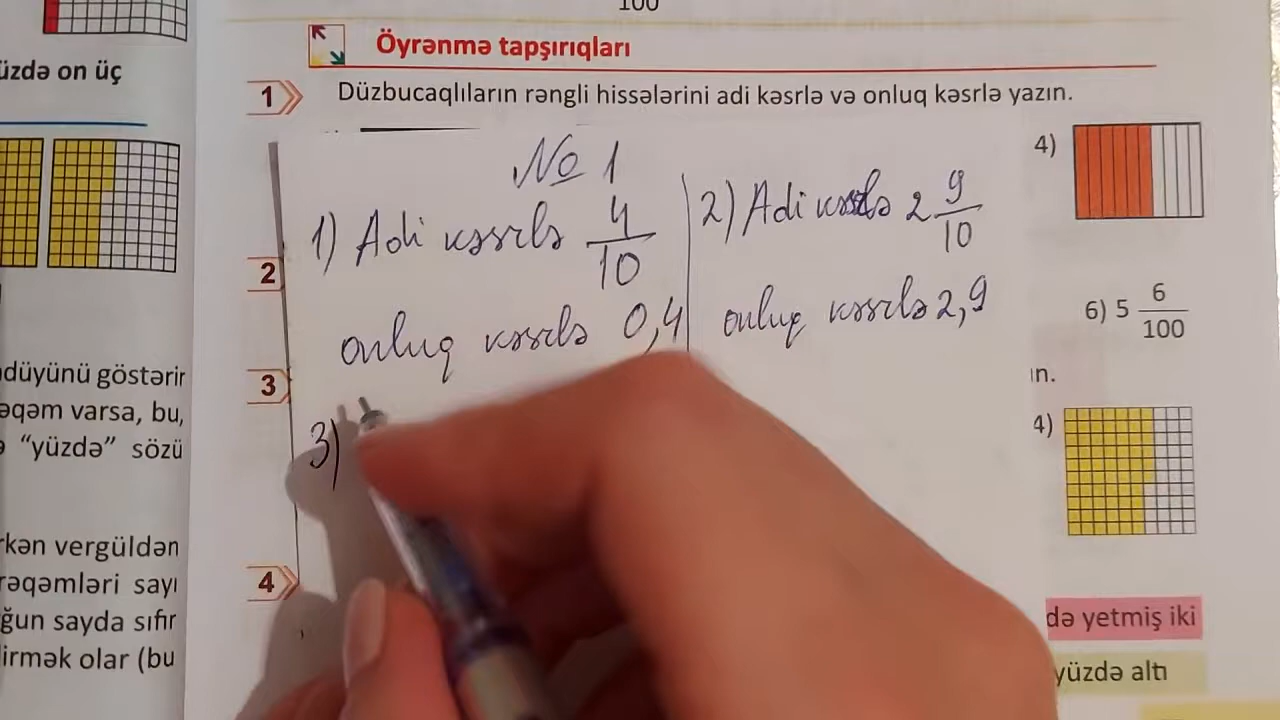 100
Öyrənmə tapşırıqları
1 Düzbucaqlıların rəngli hissələrini adi kəsrlə və onluq kəsrlə yazın.
№ 1
1) Adi kəsrlə 4/10
onluq kəsrlə 0,4
2) Adi kəsrlə 2 9/10
onluq kəsrlə 2,9
3)
4)
2
6) 5 6/100
3
ın.
4)
4
də yetmiş iki
yüzdə altı
üzdə on üç
düyünü göstərir
əqəm varsa, bu,
ə “yüzdə” sözü
rkən vergüldən
rəqəmləri sayı
ğun sayda sıfır
irmək olar (bu